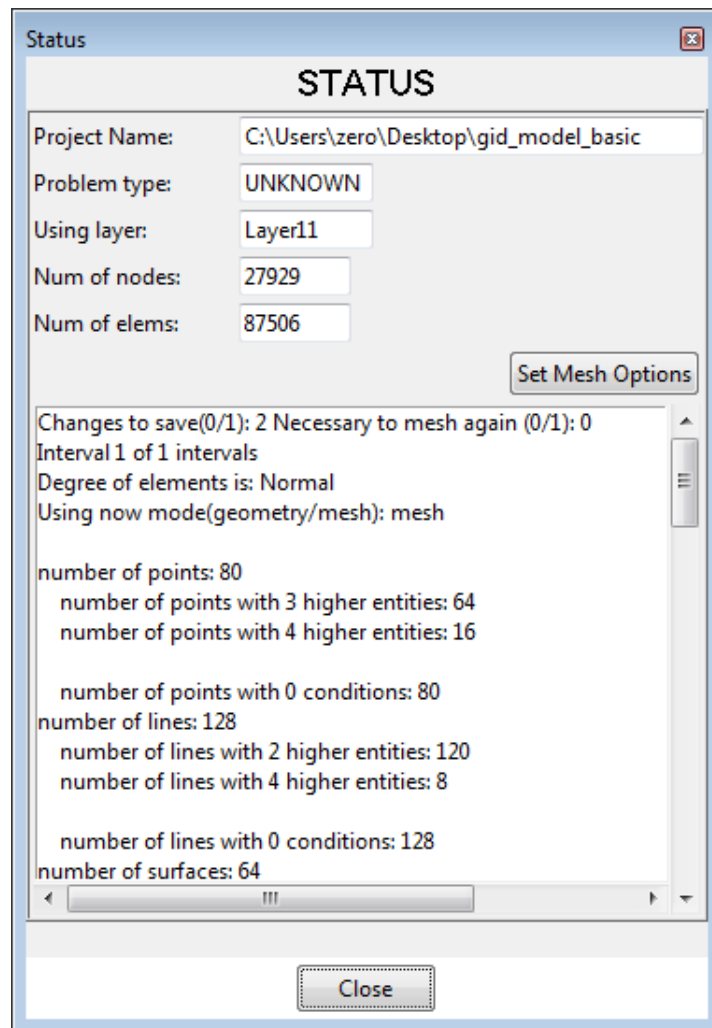 Status
STATUS
Project Name: C:\Users\zero\Desktop\gid_model_basic
Problem type: UNKNOWN
Using layer: Layer11
Num of nodes: 27929
Num of elems: 87506
Set Mesh Options
Changes to save(0/1): 2 Necessary to mesh again (0/1): 0
Interval 1 of 1 intervals
Degree of elements is: Normal
Using now mode(geometry/mesh): mesh
number of points: 80
number of points with 3 higher entities: 64
number of points with 4 higher entities: 16
number of points with 0 conditions: 80
number of lines: 128
number of lines with 2 higher entities: 120
number of lines with 4 higher entities: 8
number of lines with 0 conditions: 128
number of surfaces: 64
Close